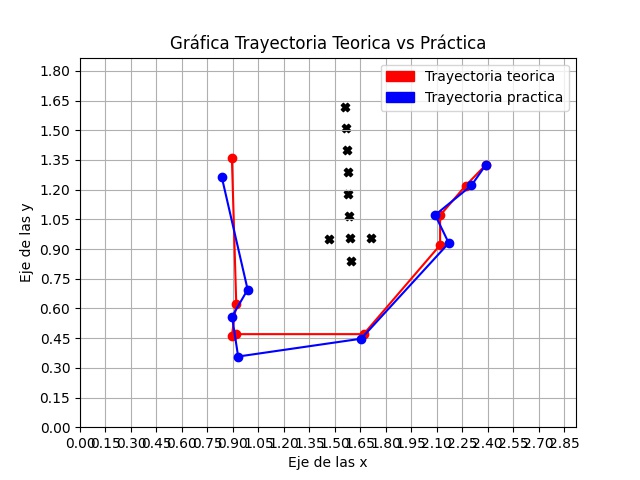 Gráfica Trayectoria Teorica vs Práctica
Trayectoria teorica
Trayectoria practica
Eje de las y
1.80
1.65
1.50
1.35
1.20
1.05
0.90
0.75
0.60
0.45
0.30
0.15
0.00
0.00 0.15 0.30 0.45 0.60 0.75 0.90 1.05 1.20 1.35 1.50 1.65 1.80 1.95 2.10 2.25 2.40 2.55 2.70 2.85
Eje de las x